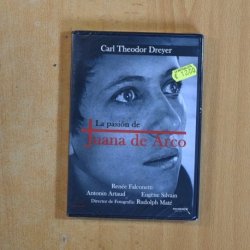 Carl Theodor Dreyer
La pasión de
Juana de Arco
Renée Falconetti
Antonin Artaud Eugène Silvain
Director de Fotografía: Rudolph Maté